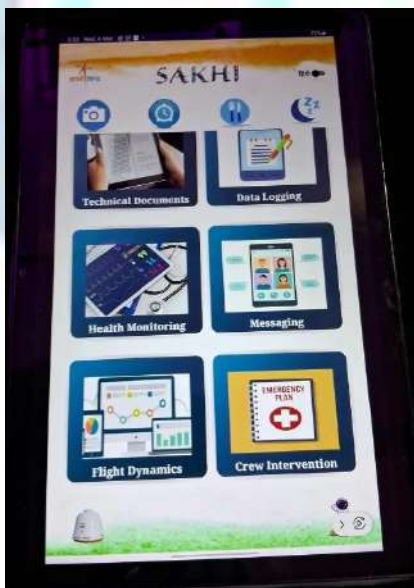 SAKHI
Technical Documents
Data Logging
Health Monitoring
Messaging
EMERGENCY
PLAN
Flight Dynamics
Crew Intervention